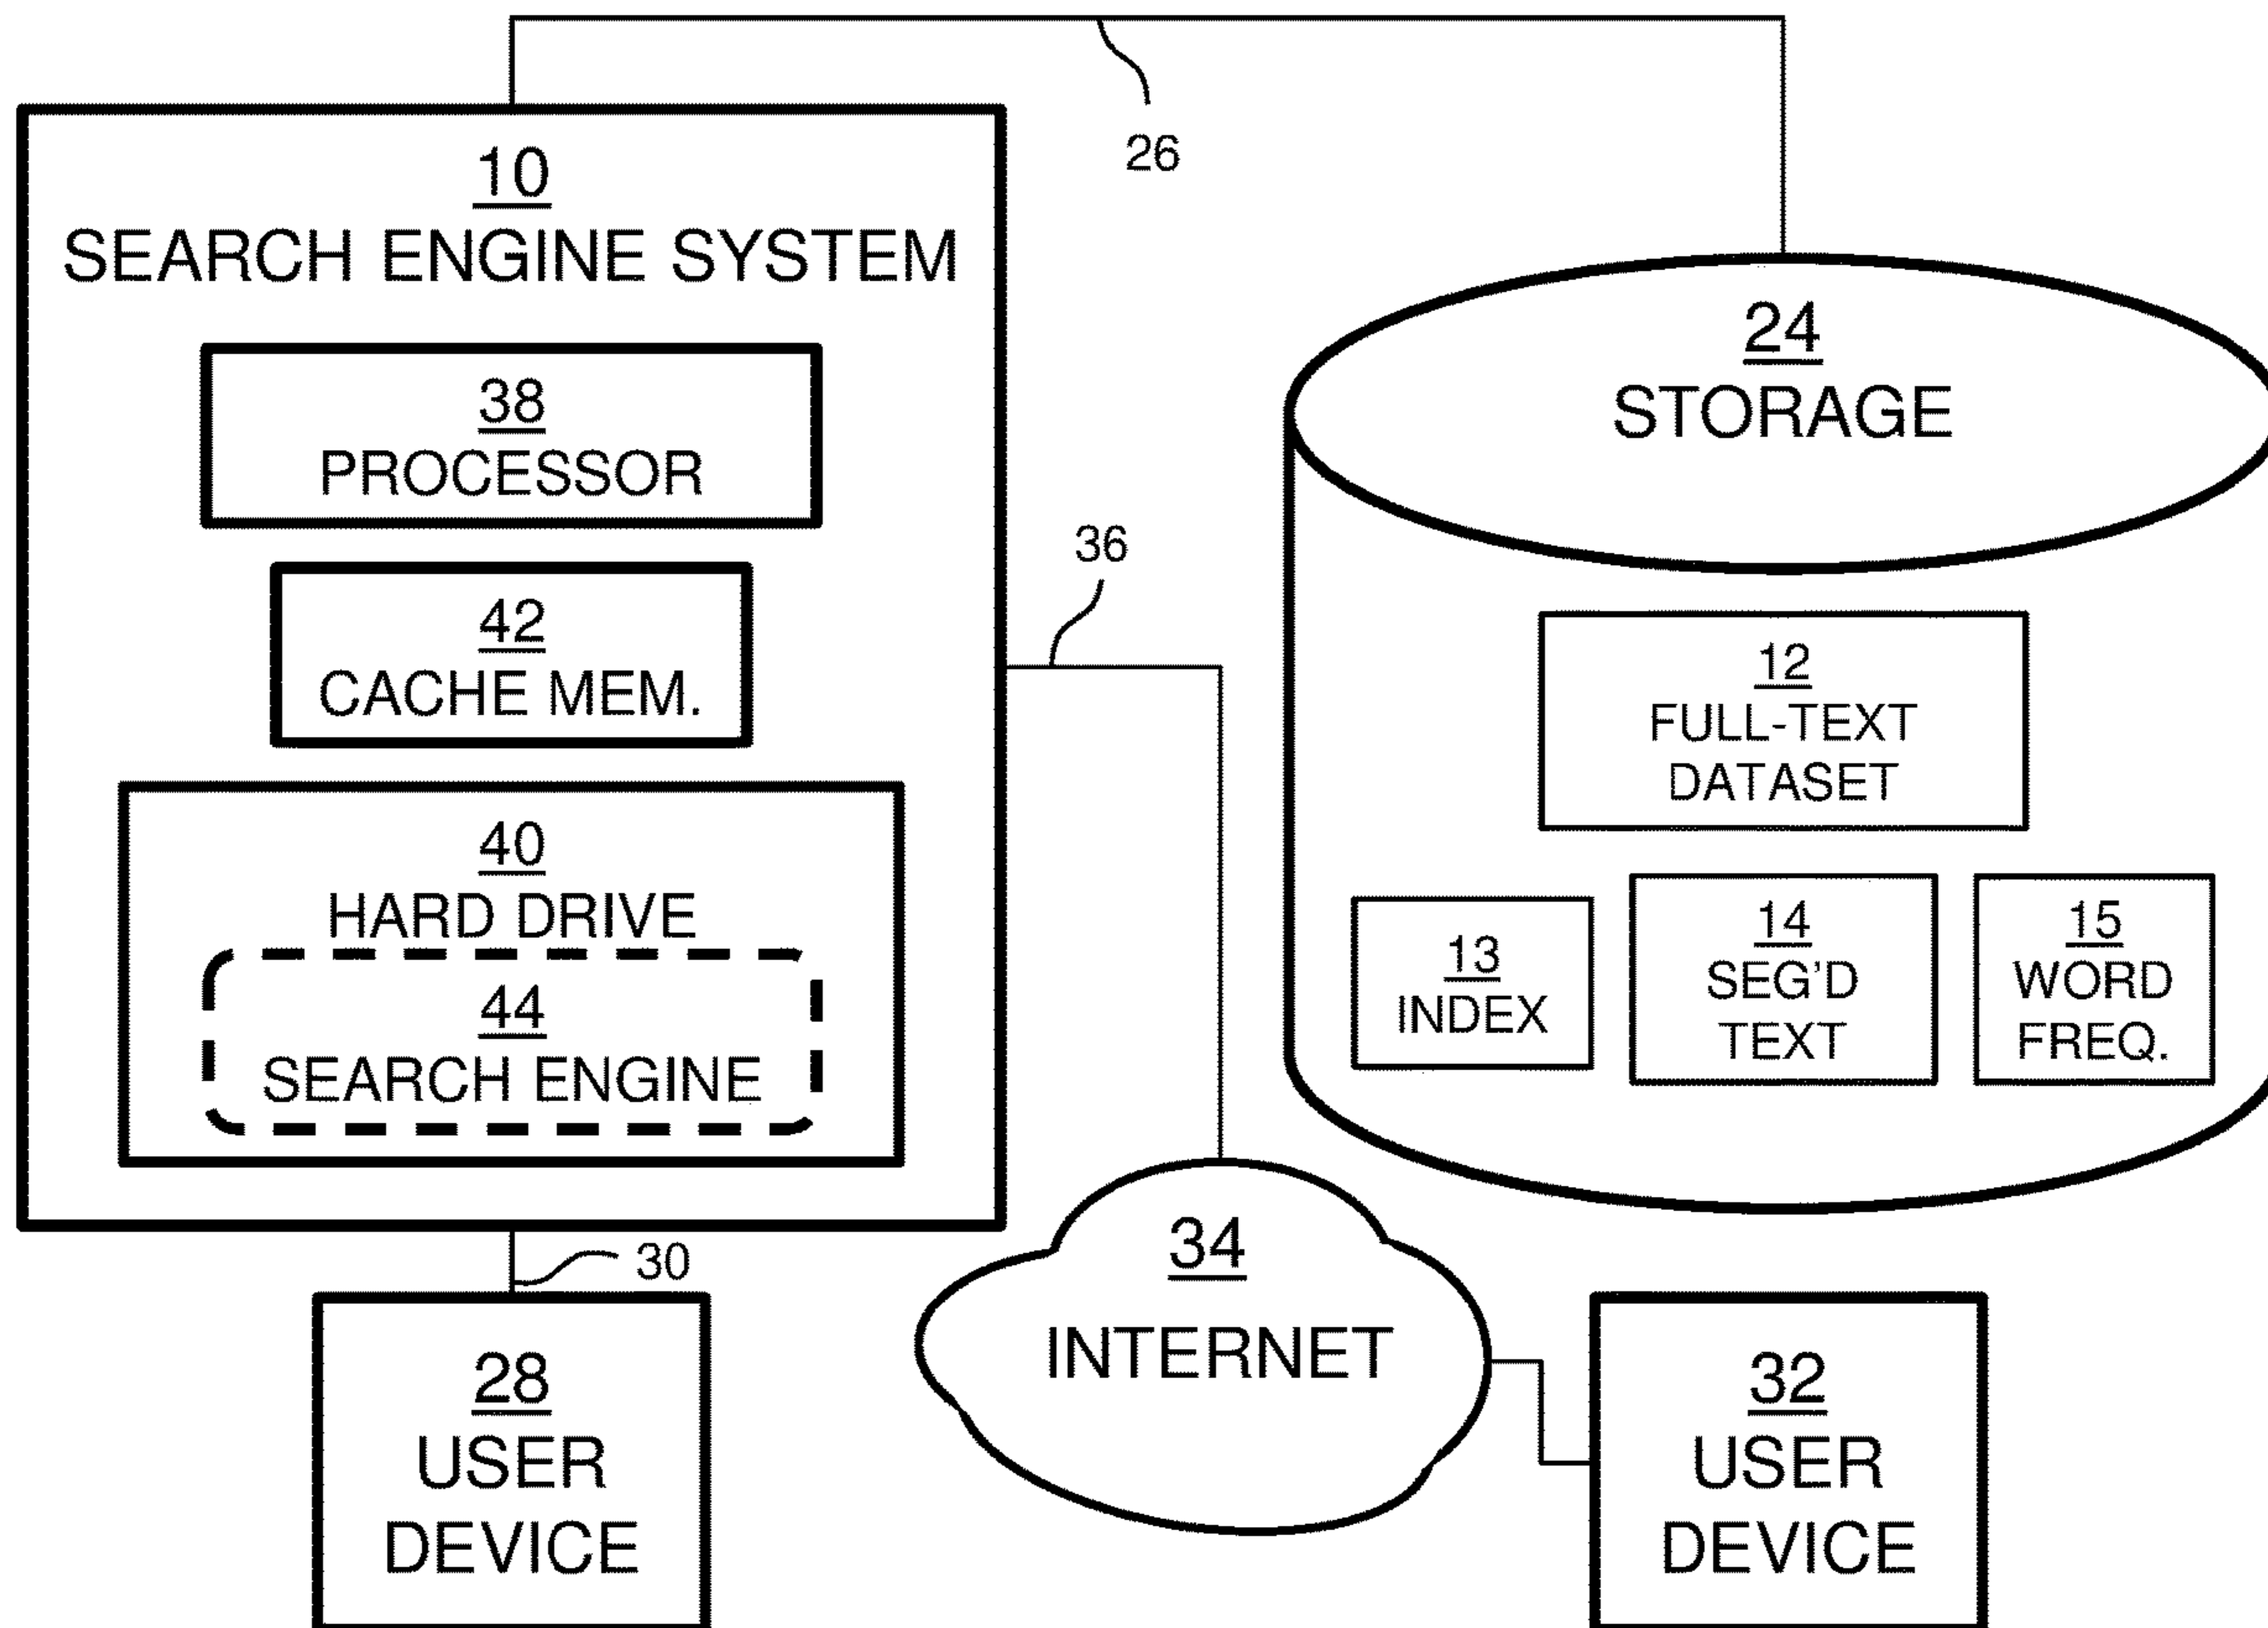 26
10
SEARCH ENGINE SYSTEM
38
PROCESSOR
42
CACHE MEM.
40
HARD DRIVE
44
SEARCH ENGINE
36
24
STORAGE
12
FULL-TEXT
DATASET
13
INDEX
14
SEG'D
TEXT
15
WORD
FREQ.
30
28
USER
DEVICE
34
INTERNET
32
USER
DEVICE